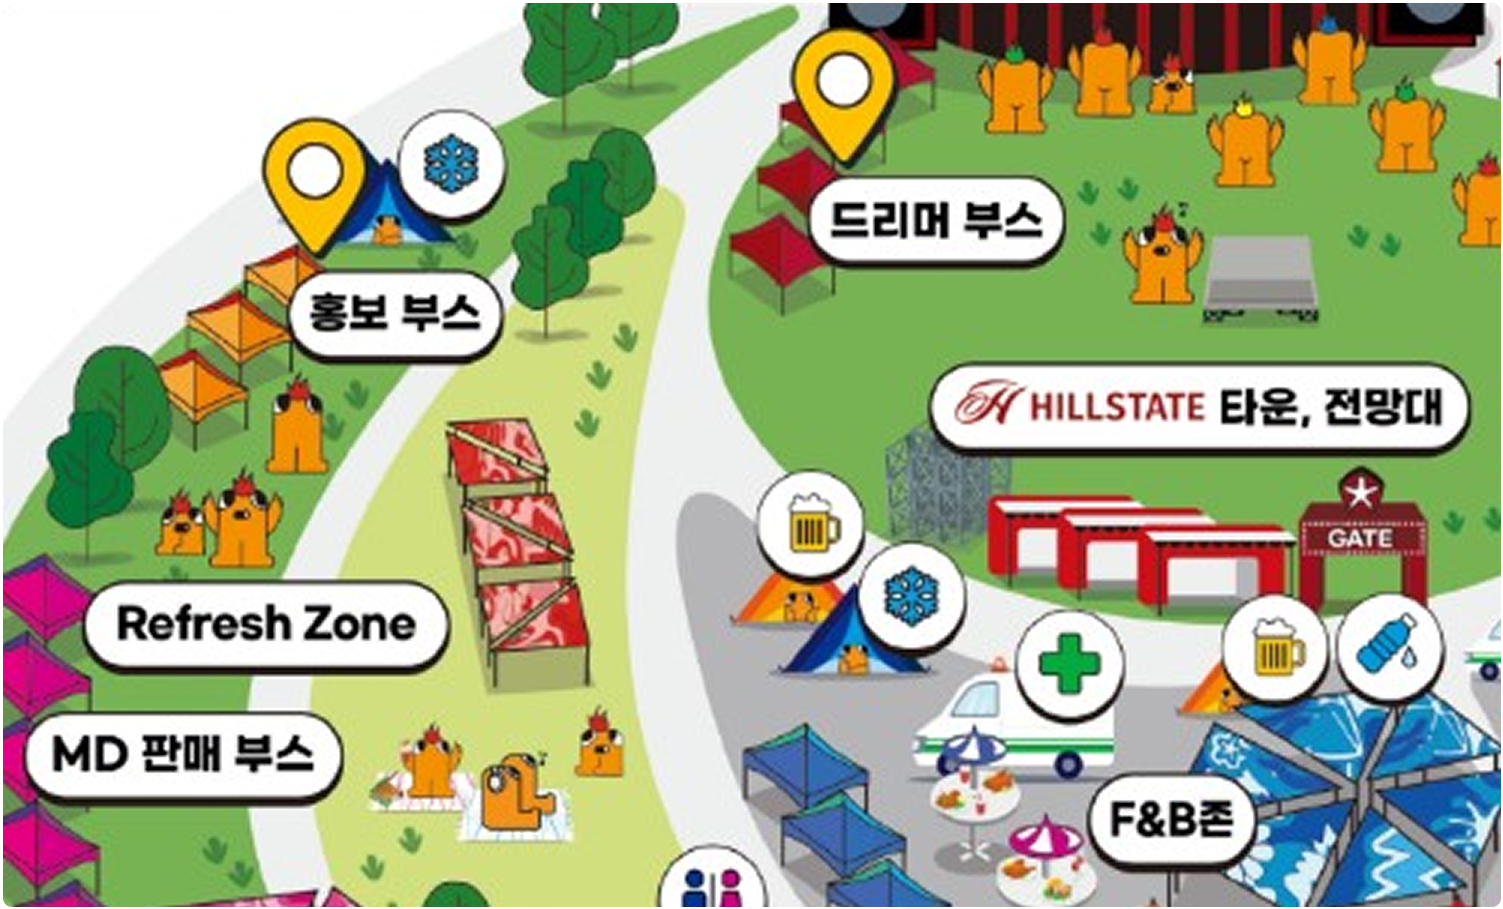 드리머 부스
홍보 부스
HILLSTATE 타운, 전망대
GATE
Refresh Zone
MD 판매 부스
F&B존